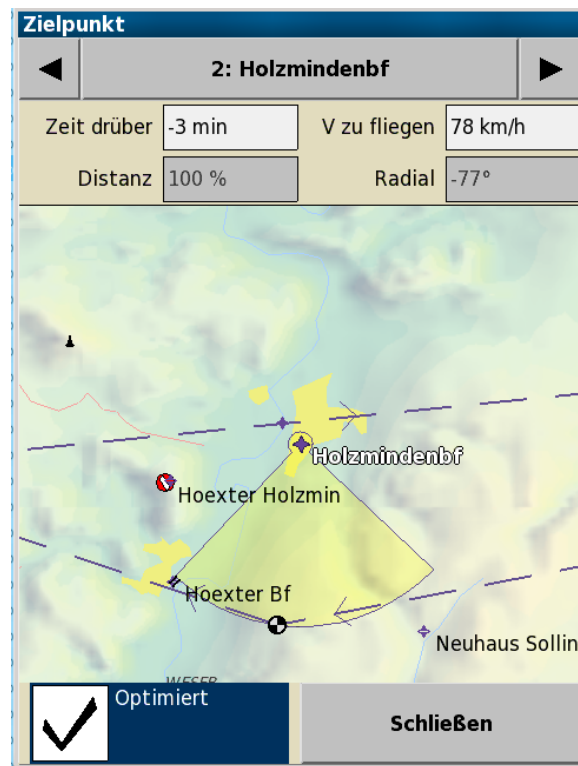 Zielpunkt
2: Holzmindenbf
Zeit drüber -3 min V zu fliegen 78 km/h
Distanz 100 % Radial -77°
Holzmindenbf
Hoexter Holzmin
Hoexter Bf
Neuhaus Sollin
WESER
Optimiert
Schließen